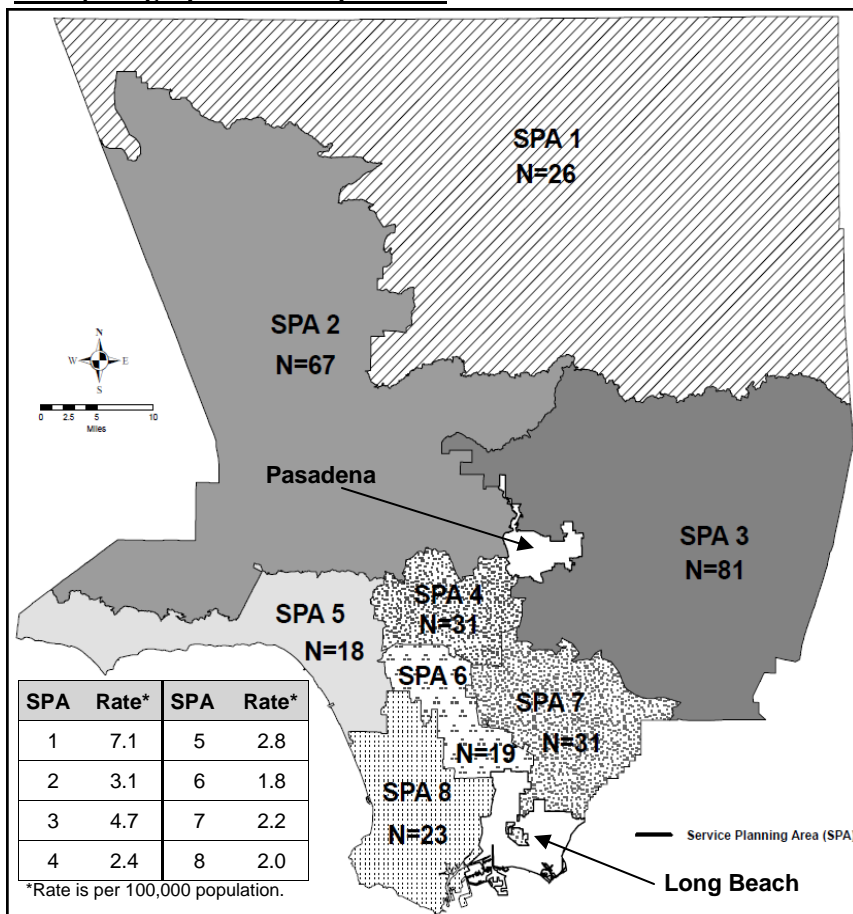 SPA 1
N=26
SPA 2
N=67
N
W E
S
0 2.5 5 10
Miles
Pasadena
SPA 3
N=81
SPA 4
N=31
SPA 5
N=18
SPA 6
N=19
SPA 7
N=31
SPA 8
N=23
SPA Rate* SPA Rate*
1 7.1 5 2.8
2 3.1 6 1.8
3 4.7 7 2.2
4 2.4 8 2.0
*Rate is per 100,000 population.
Service Planning Area (SPA)
Long Beach